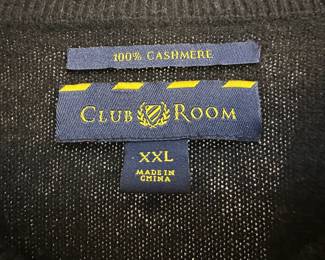 100% CASHMERE
CLUB ROOM
XXL
MADE IN
CHINA